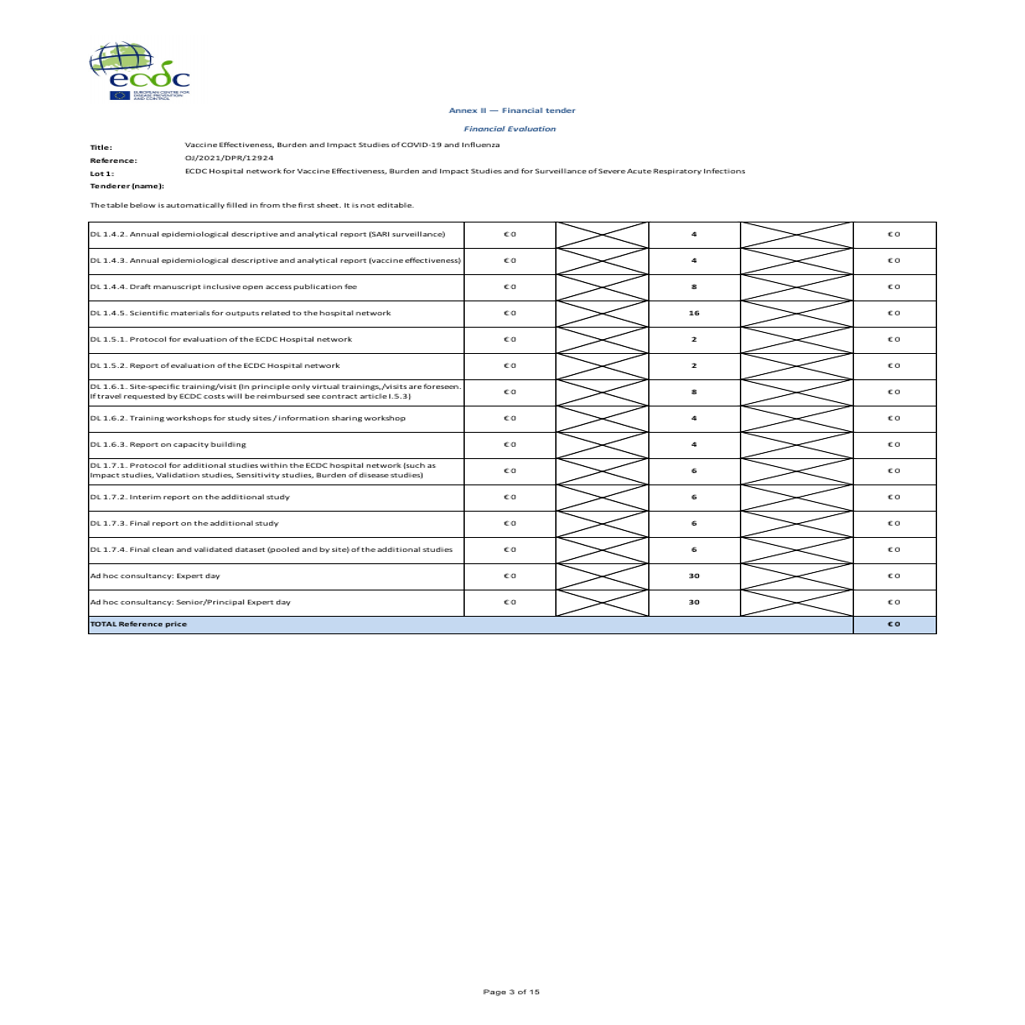 ecdc
EUROPEAN CENTRE FOR
DISEASE PREVENTION
AND CONTROL
Annex II — Financial tender
Financial Evaluation
Title: Vaccine Effectiveness, Burden and Impact Studies of COVID-19 and Influenza
Reference: OJ/2021/DPR/12924
Lot 1: ECDC Hospital network for Vaccine Effectiveness, Burden and Impact Studies and for Surveillance of Severe Acute Respiratory Infections
Tenderer (name):
The table below is automatically filled in from the first sheet. It is not editable.
DL 1.4.2. Annual epidemiological descriptive and analytical report (SARI surveillance) € 0 4 € 0
DL 1.4.3. Annual epidemiological descriptive and analytical report (vaccine effectiveness) € 0 4 € 0
DL 1.4.4. Draft manuscript inclusive open access publication fee € 0 8 € 0
DL 1.4.5. Scientific materials for outputs related to the hospital network € 0 16 € 0
DL 1.5.1. Protocol for evaluation of the ECDC Hospital network € 0 2 € 0
DL 1.5.2. Report of evaluation of the ECDC Hospital network € 0 2 € 0
DL 1.6.1. Site-specific training/visit (In principle only virtual trainings,/visits are foreseen.
If travel requested by ECDC costs will be reimbursed see contract article I.5.3) € 0 8 € 0
DL 1.6.2. Training workshops for study sites / information sharing workshop € 0 4 € 0
DL 1.6.3. Report on capacity building € 0 4 € 0
DL 1.7.1. Protocol for additional studies within the ECDC hospital network (such as
Impact studies, Validation studies, Sensitivity studies, Burden of disease studies) € 0 6 € 0
DL 1.7.2. Interim report on the additional study € 0 6 € 0
DL 1.7.3. Final report on the additional study € 0 6 € 0
DL 1.7.4. Final clean and validated dataset (pooled and by site) of the additional studies € 0 6 € 0
Ad hoc consultancy: Expert day € 0 30 € 0
Ad hoc consultancy: Senior/Principal Expert day € 0 30 € 0
TOTAL Reference price € 0
Page 3 of 15